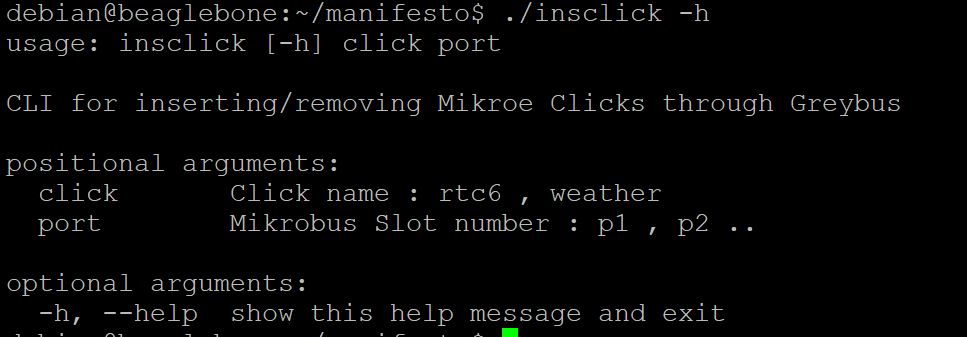 debian@beaglebone:~/manifesto$ ./insclick -h
usage: insclick [-h] click port
CLI for inserting/removing Mikroe Clicks through Greybus
positional arguments:
  click       Click name : rtc6 , weather
  port        Mikrobus Slot number : p1 , p2 ..
optional arguments:
  -h, --help  show this help message and exit